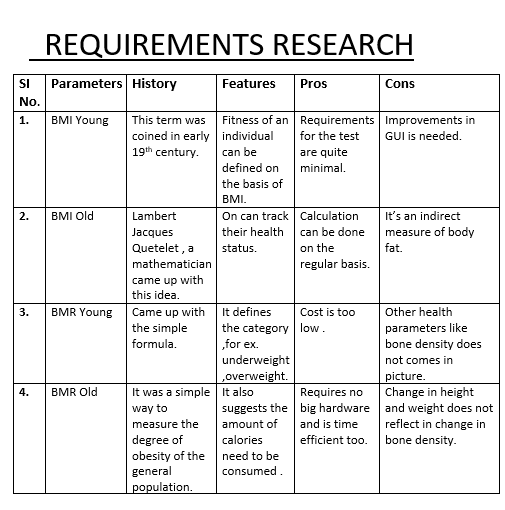 REQUIREMENTS RESEARCH
SI No. Parameters History Features Pros Cons
1. BMI Young This term was coined in early 19th century. Fitness of an individual can be defined on the basis of BMI. Requirements for the test are quite minimal. Improvements in GUI is needed.
2. BMI Old Lambert Jacques Quetelet , a mathematician came up with this idea. On can track their health status. Calculation can be done on the regular basis. It's an indirect measure of body fat.
3. BMR Young Came up with the simple formula. It defines the category ,for ex. underweight ,overweight. Cost is too low . Other health parameters like bone density does not comes in picture.
4. BMR Old It was a simple way to measure the degree of obesity of the general population. It also suggests the amount of calories need to be consumed . Requires no big hardware and is time efficient too. Change in height and weight does not reflect in change in bone density.